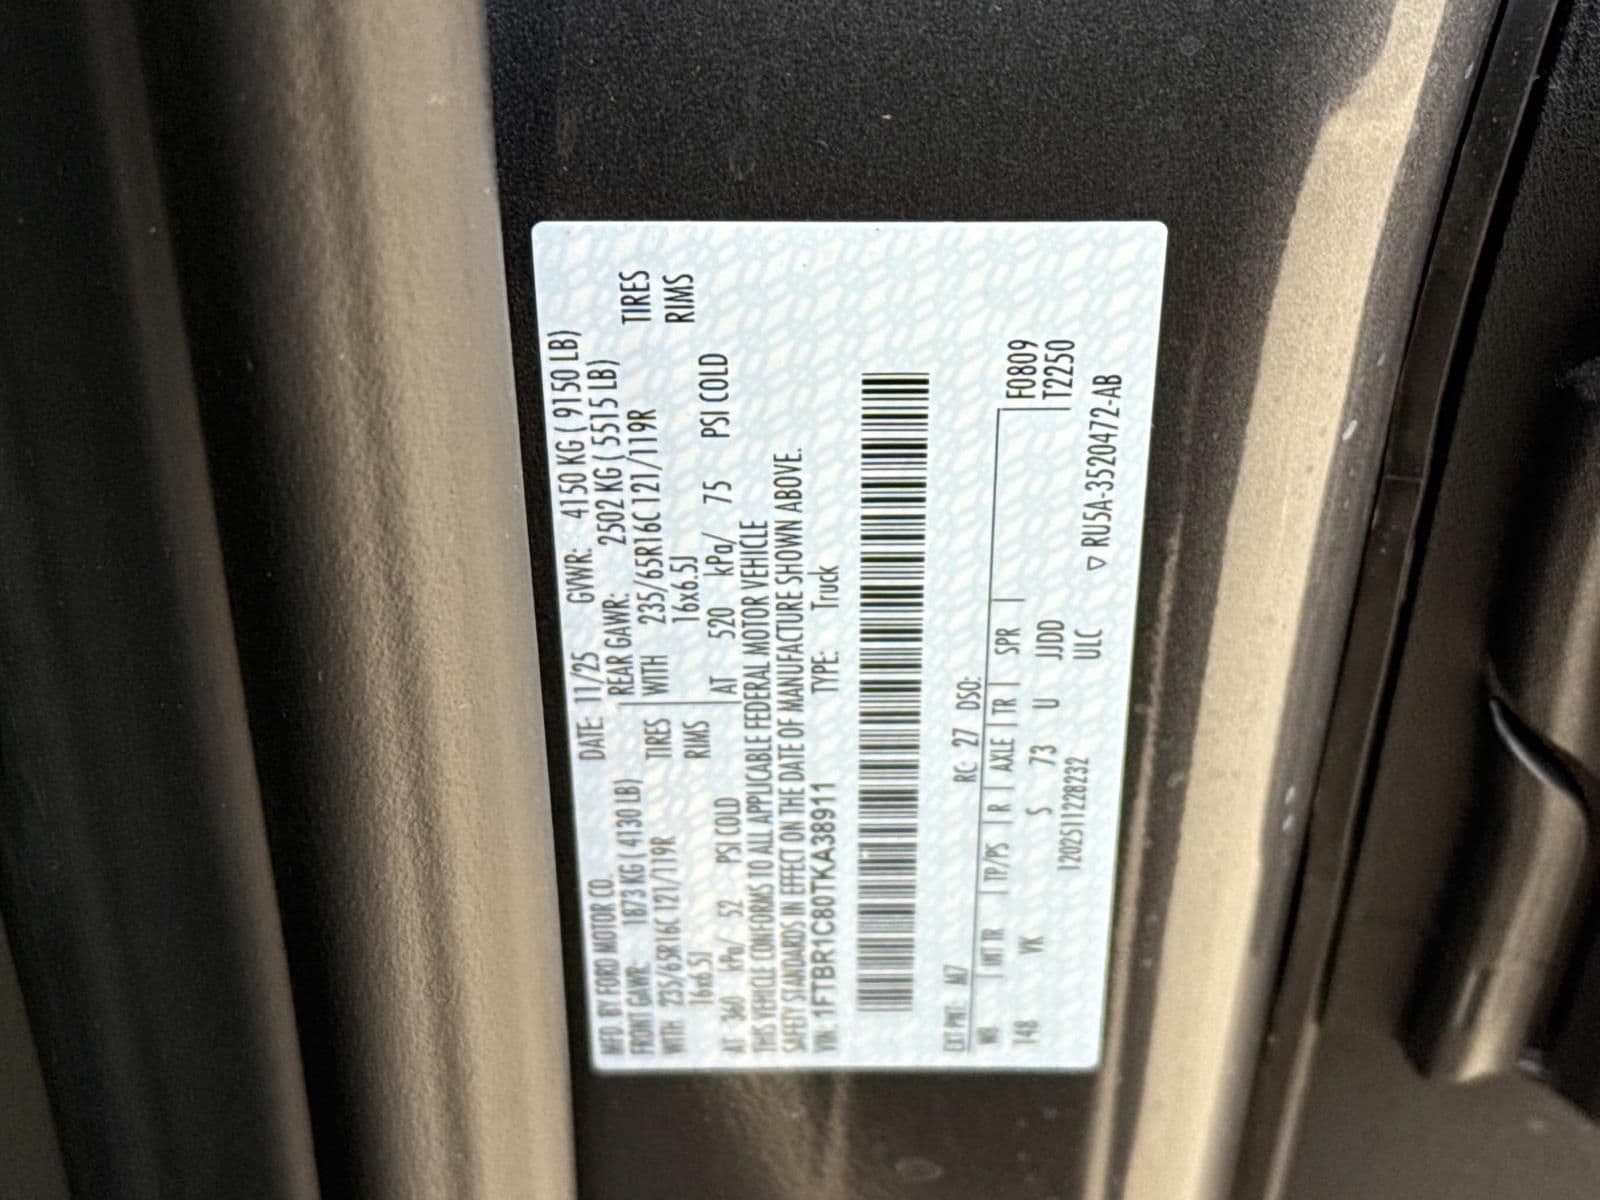 MFD. BY FORD MOTOR CO. DATE: 11/25 GVWR: 4150 KG ( 9150 LB)
FRONT GAWR: 1873 KG ( 4130 LB) REAR GAWR: 2502 KG ( 5515 LB)
WITH 235/65R16C 121/119R TIRES WITH 235/65R16C 121/119R TIRES
16x6.5J RIMS 16x6.5J RIMS
AT 360 kPa/ 52 PSI COLD AT 520 kPa/ 75 PSI COLD
THIS VEHICLE CONFORMS TO ALL APPLICABLE FEDERAL MOTOR VEHICLE
SAFETY STANDARDS IN EFFECT ON THE DATE OF MANUFACTURE SHOWN ABOVE.
VIN: 1FTBR1C80TKA38911 TYPE: Truck
EXT PNT: M7 RC: 27 DSO:
WB | INT TR | TP/PS | R | AXLE | TR | SPR | F0809
148 VK S 73 U JJDD T2250
1202511228232 ULC ▽ RU5A-3520472-AB